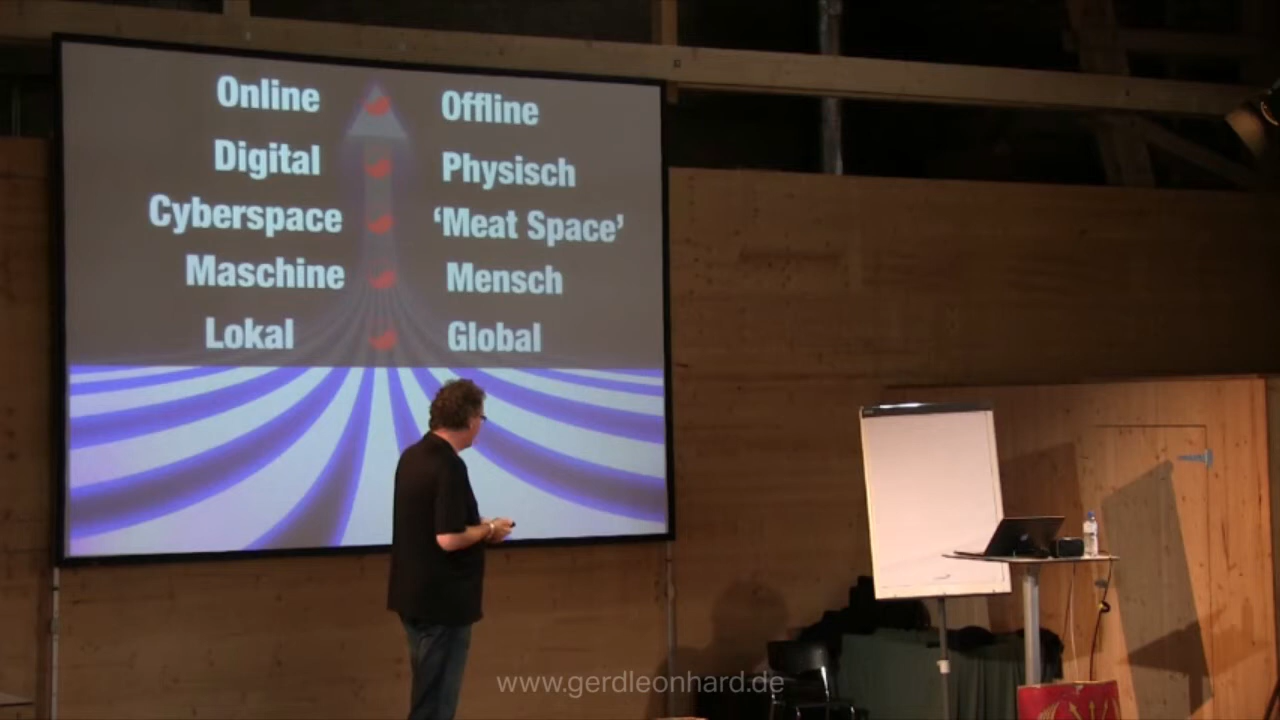 Online Offline
Digital Physisch
Cyberspace ‘Meat Space’
Maschine Mensch
Lokal Global
www.gerdleonhard.de